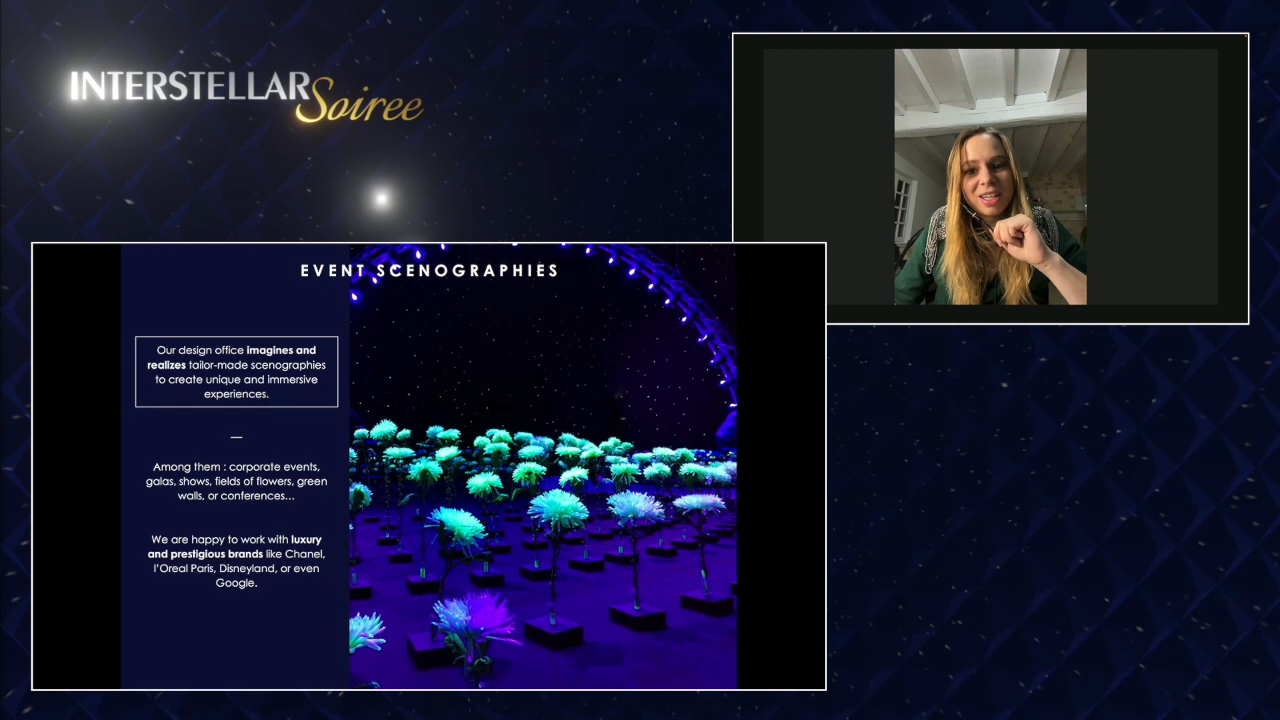 INTERSTELLAR Soiree
EVENT SCENOGRAPHIES
Our design office imagines and
realizes tailor-made scenographies
to create unique and immersive
experiences.
—
Among them : corporate events,
galas, shows, fields of flowers, green
walls, or conferences...
We are happy to work with luxury
and prestigious brands like Chanel,
l'Oreal Paris, Disneyland, or even
Google.